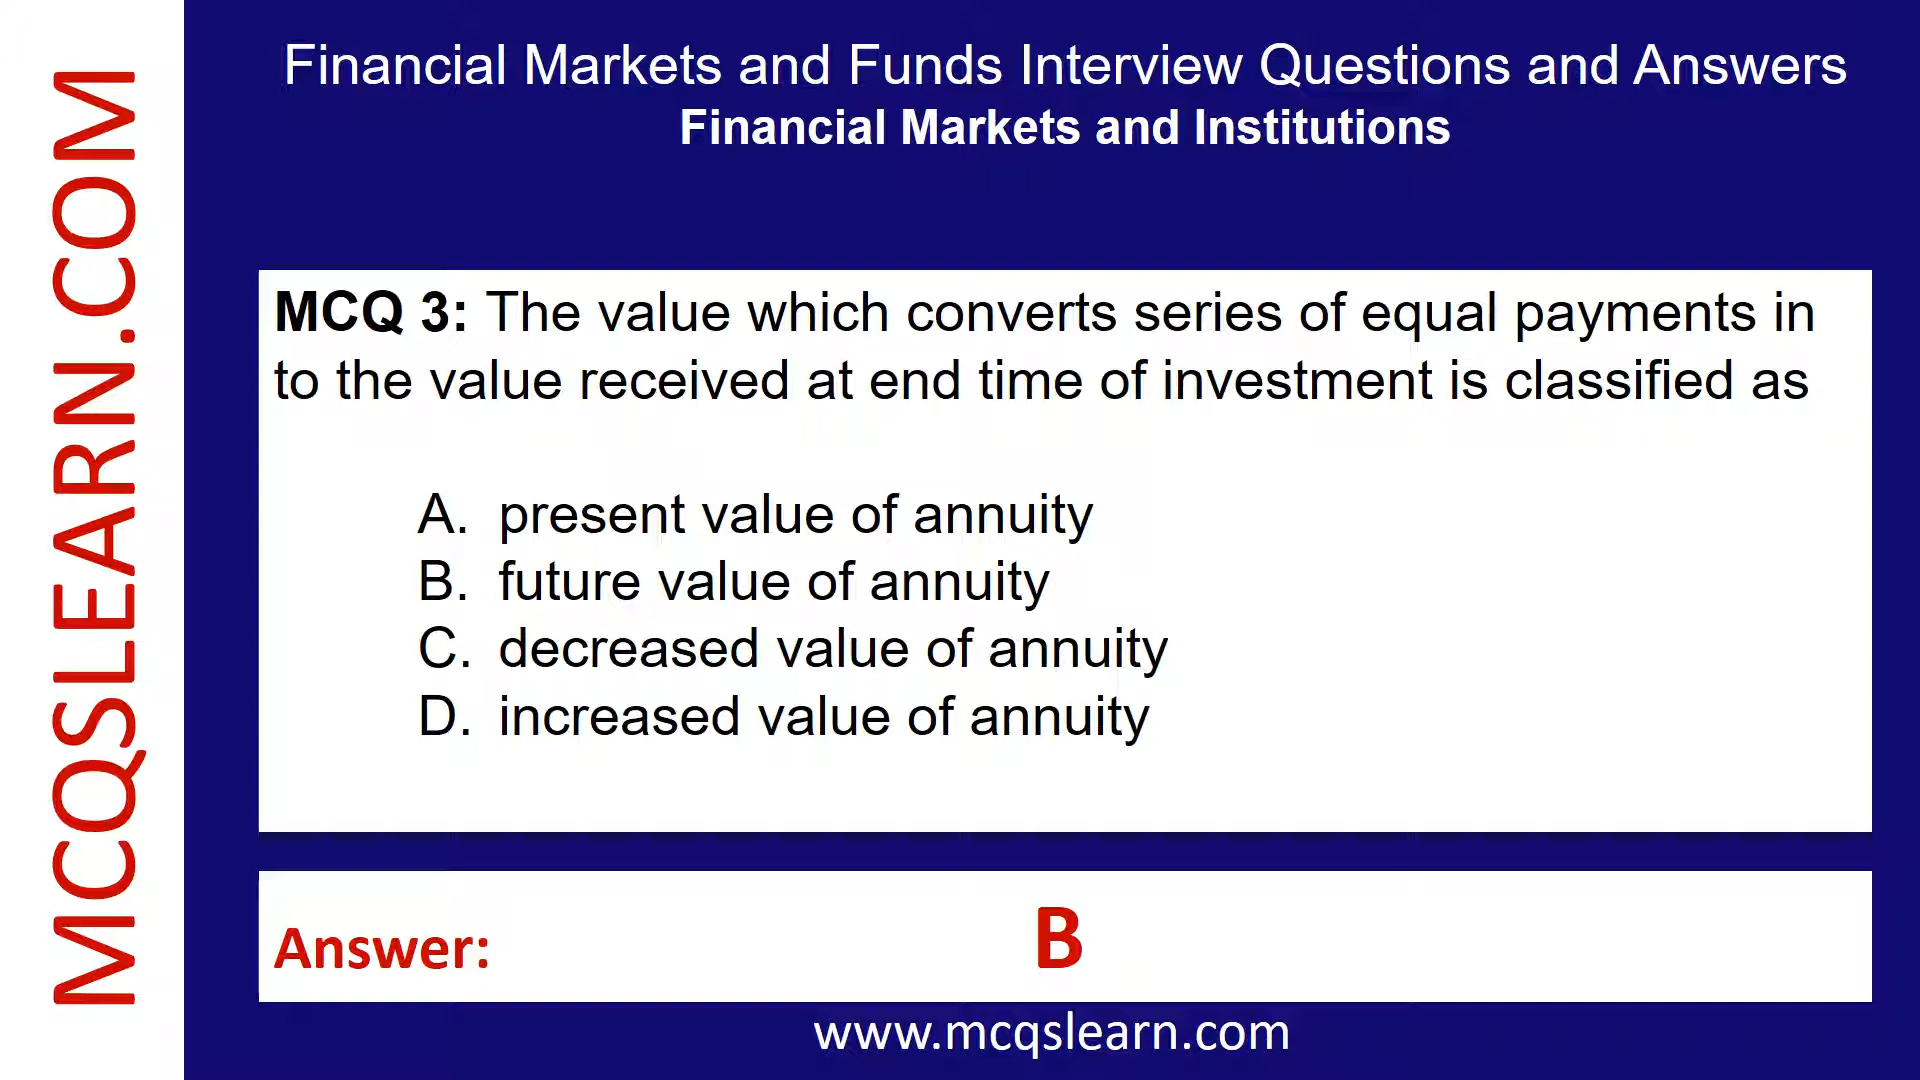 MCQSLEARN.COM
Financial Markets and Funds Interview Questions and Answers
Financial Markets and Institutions
MCQ 3: The value which converts series of equal payments in
to the value received at end time of investment is classified as
A. present value of annuity
B. future value of annuity
C. decreased value of annuity
D. increased value of annuity
Answer: B
www.mcqslearn.com